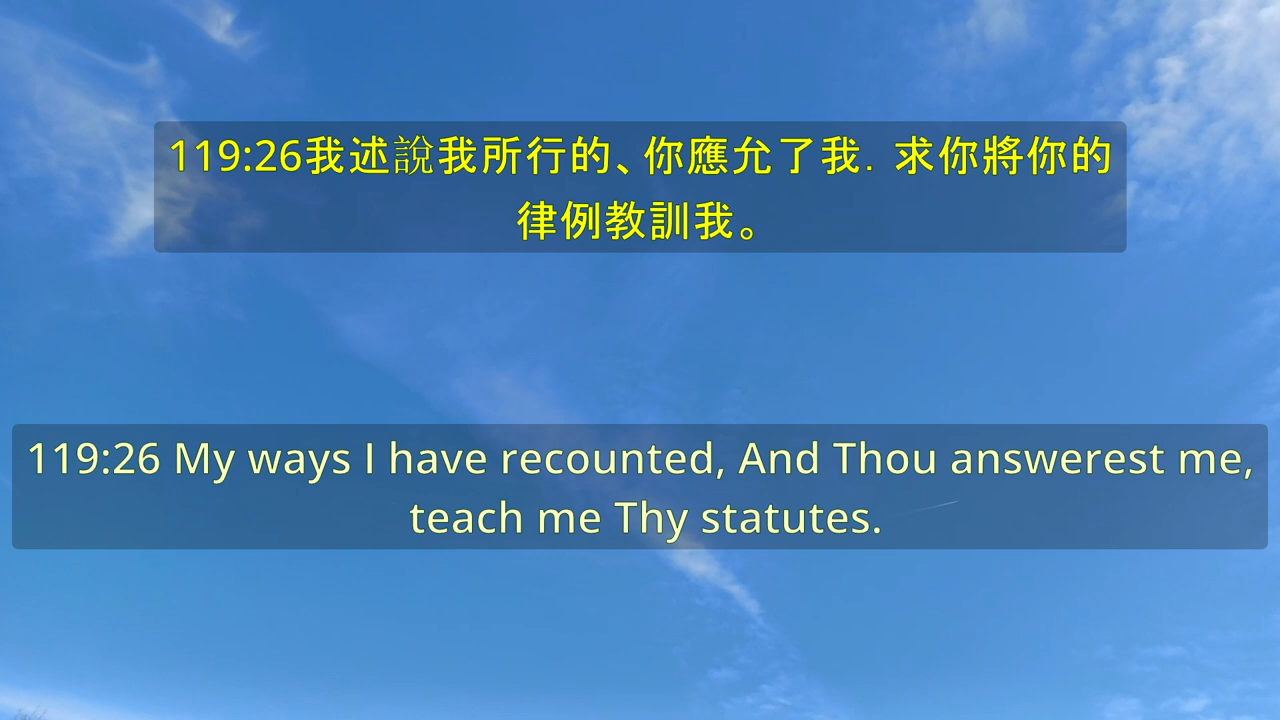 119:26我述說我所行的、你應允了我．求你將你的
律例教訓我。
119:26 My ways I have recounted, And Thou answerest me,
teach me Thy statutes.